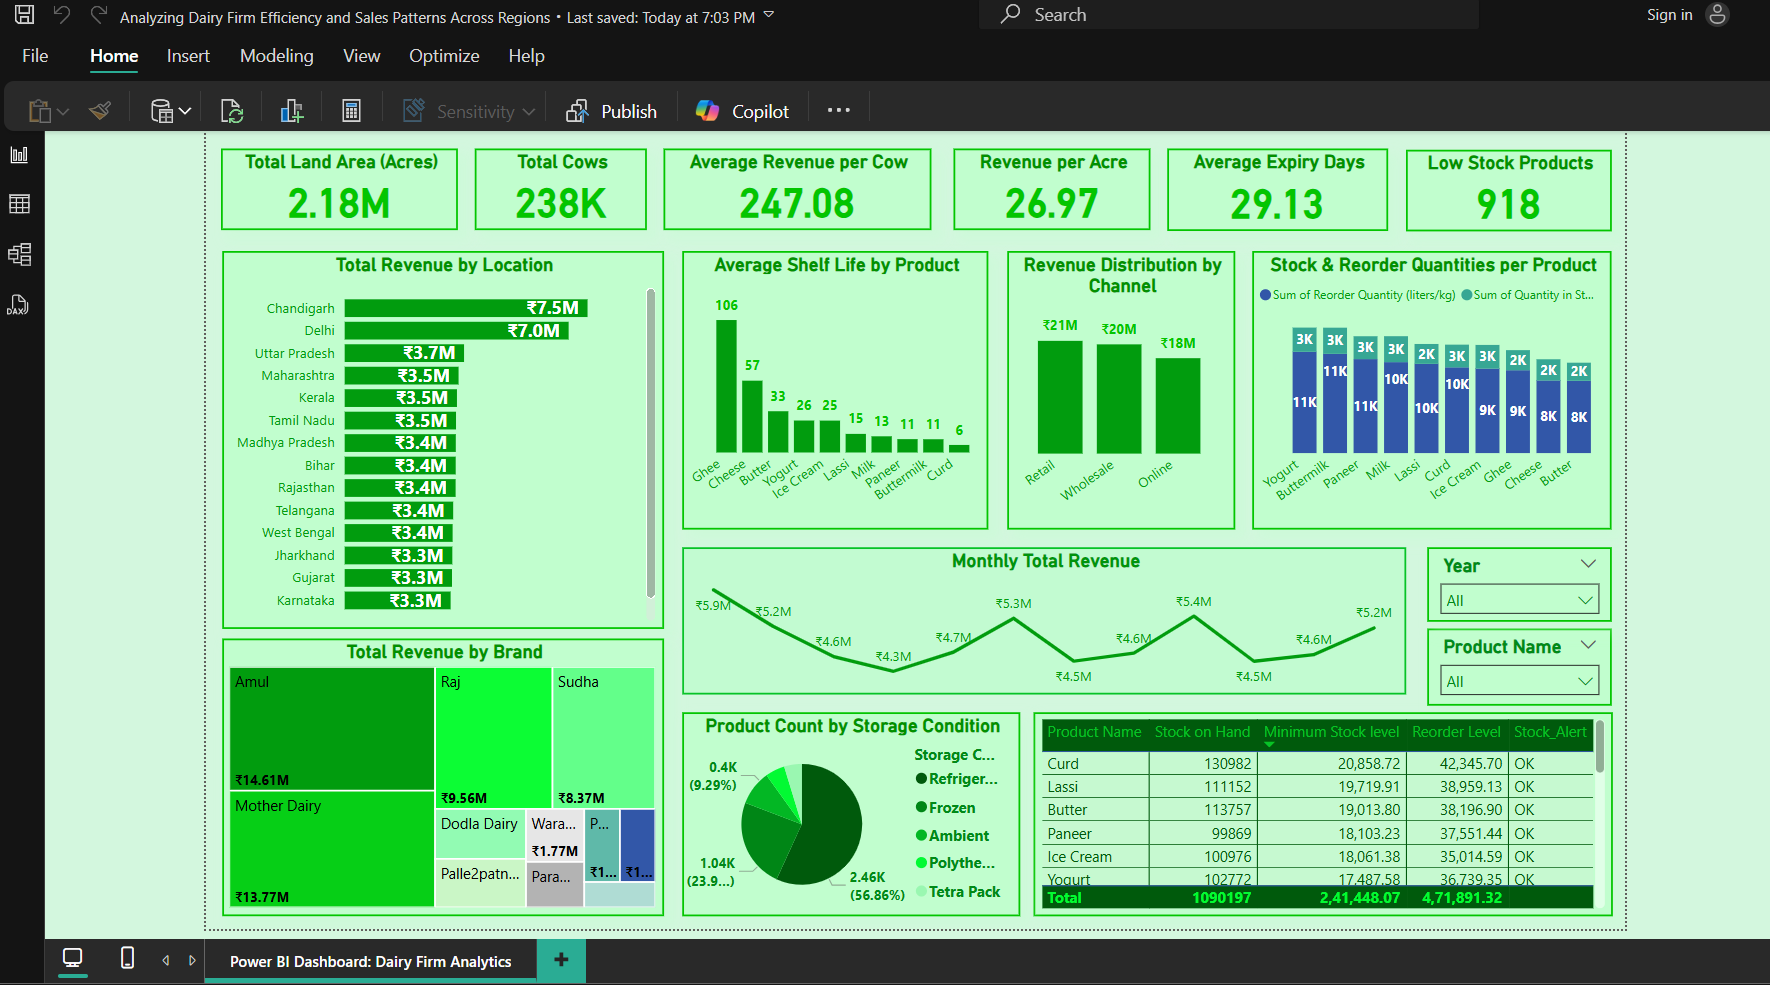 Analyzing Dairy Firm Efficiency and Sales Patterns Across Regions • Last saved: Today at 7:03 PM
Search
Sign in
File Home Insert Modeling View Optimize Help
Sensitivity
Publish
Copilot
DAX
Total Land Area (Acres)
2.18M
Total Cows
238K
Average Revenue per Cow
247.08
Revenue per Acre
26.97
Average Expiry Days
29.13
Low Stock Products
918
Total Revenue by Location
Chandigarh ₹7.5M
Delhi ₹7.0M
Uttar Pradesh ₹3.7M
Maharashtra ₹3.5M
Kerala ₹3.5M
Tamil Nadu ₹3.5M
Madhya Pradesh ₹3.4M
Bihar ₹3.4M
Rajasthan ₹3.4M
Telangana ₹3.4M
West Bengal ₹3.4M
Jharkhand ₹3.3M
Gujarat ₹3.3M
Karnataka ₹3.3M
Average Shelf Life by Product
106 57 33 26 25 15 13 11 11 6
Ghee Cheese Butter Yogurt Ice Cream Lassi Milk Paneer Buttermilk Curd
Revenue Distribution by
Channel
₹21M ₹20M ₹18M
Retail Wholesale Online
Stock & Reorder Quantities per Product
Sum of Reorder Quantity (liters/kg) Sum of Quantity in St...
3K 3K 3K 3K 2K 3K 3K 2K 2K 2K
11K 11K 11K 10K 10K 10K 9K 9K 8K 8K
Yogurt Buttermilk Paneer Milk Lassi Curd Ice Cream Ghee Cheese Butter
Monthly Total Revenue
₹5.9M ₹5.2M ₹4.6M ₹4.3M ₹4.7M ₹5.3M ₹4.5M ₹4.6M ₹5.4M ₹4.5M ₹4.6M ₹5.2M
Year
All
Product Name
All
Total Revenue by Brand
Amul
₹14.61M
Mother Dairy
₹13.77M
Raj
₹9.56M
Sudha
₹8.37M
Dodla Dairy
Palle2patn...
Wara...
₹1.77M
Para...
P...
₹1...
₹1...
Product Count by Storage Condition
0.4K
(9.29%)
1.04K
(23.9...)
2.46K
(56.86%)
Storage C...
Refriger...
Frozen
Ambient
Polythe...
Tetra Pack
Product Name Stock on Hand Minimum Stock level Reorder Level Stock_Alert
Curd 130982 20,858.72 42,345.70 OK
Lassi 111152 19,719.91 38,959.13 OK
Butter 113757 19,013.80 38,196.90 OK
Paneer 99869 18,103.23 37,551.44 OK
Ice Cream 100976 18,061.38 35,014.59 OK
Yogurt 102772 17,487.58 36,739.35 OK
Total 1090197 2,41,448.07 4,71,891.32
Power BI Dashboard: Dairy Firm Analytics